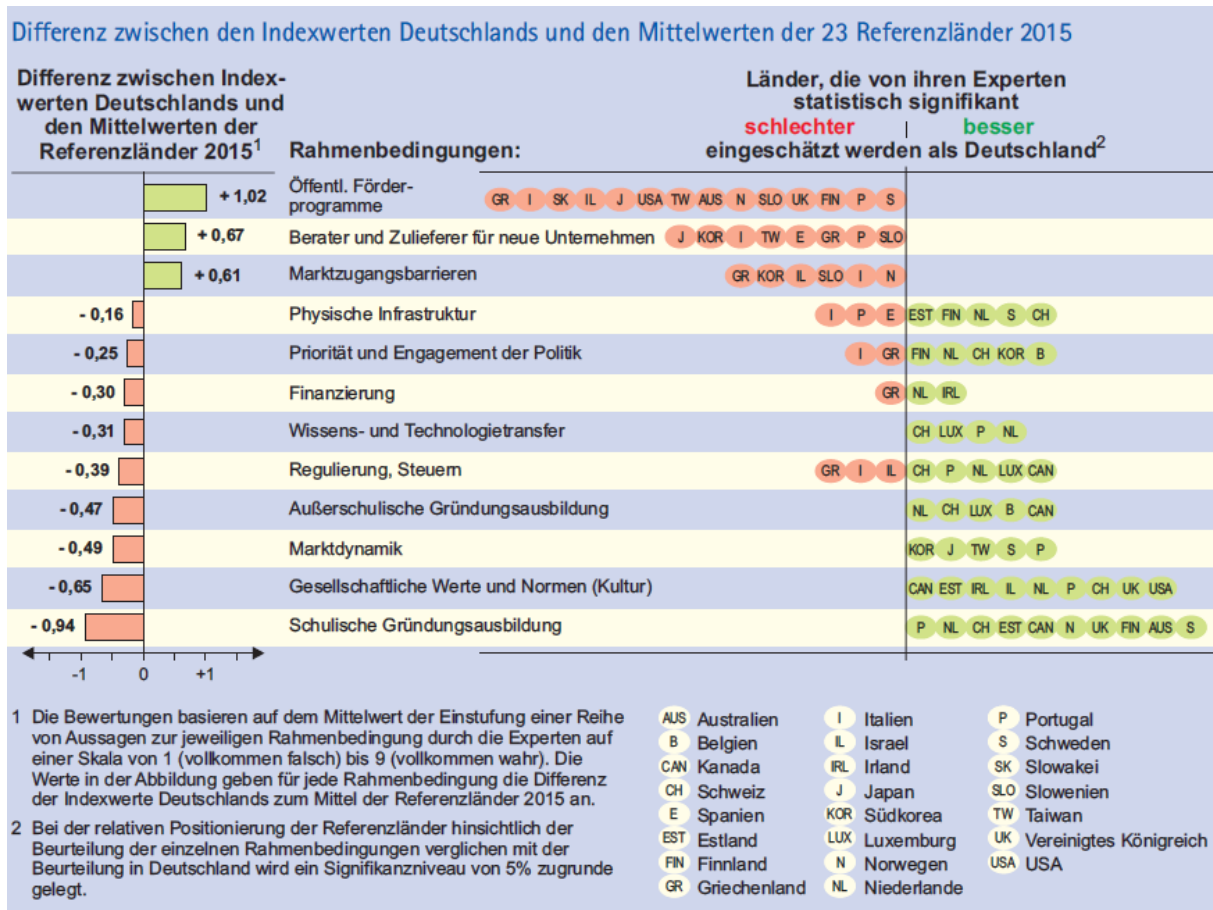 Differenz zwischen den Indexwerten Deutschlands und den Mittelwerten der 23 Referenzländer 2015
Differenz zwischen Index-
werten Deutschlands und
den Mittelwerten der
Referenzländer 2015¹
Rahmenbedingungen:
Länder, die von ihren Experten
statistisch signifikant
schlechter | besser
eingeschätzt werden als Deutschland²
+ 1,02 Öffentl. Förder-
programme GR I SK IL J USA TW AUS N SLO UK FIN P S
+ 0,67 Berater und Zulieferer für neue Unternehmen J KOR I TW E GR P SLO
+ 0,61 Marktzugangsbarrieren GR KOR IL SLO I N
- 0,16 Physische Infrastruktur I P E EST FIN NL S CH
- 0,25 Priorität und Engagement der Politik I GR FIN NL CH KOR B
- 0,30 Finanzierung GR NL IRL
- 0,31 Wissens- und Technologietransfer CH LUX P NL
- 0,39 Regulierung, Steuern GR I IL CH P NL LUX CAN
- 0,47 Außerschulische Gründungsausbildung NL CH LUX B CAN
- 0,49 Marktdynamik KOR J TW S P
- 0,65 Gesellschaftliche Werte und Normen (Kultur) CAN EST IRL IL NL P CH UK USA
- 0,94 Schulische Gründungsausbildung P NL CH EST CAN N UK FIN AUS S
-1 0 +1
1 Die Bewertungen basieren auf dem Mittelwert der Einstufung einer Reihe
von Aussagen zur jeweiligen Rahmenbedingung durch die Experten auf
einer Skala von 1 (vollkommen falsch) bis 9 (vollkommen wahr). Die
Werte in der Abbildung geben für jede Rahmenbedingung die Differenz
der Indexwerte Deutschlands zum Mittel der Referenzländer 2015 an.
2 Bei der relativen Positionierung der Referenzländer hinsichtlich der
Beurteilung der einzelnen Rahmenbedingungen verglichen mit der
Beurteilung in Deutschland wird ein Signifikanzniveau von 5% zugrunde
gelegt.
AUS Australien
B Belgien
CAN Kanada
CH Schweiz
E Spanien
EST Estland
FIN Finnland
GR Griechenland
I Italien
IL Israel
IRL Irland
J Japan
KOR Südkorea
LUX Luxemburg
N Norwegen
NL Niederlande
P Portugal
S Schweden
SK Slowakei
SLO Slowenien
TW Taiwan
UK Vereinigtes Königreich
USA USA